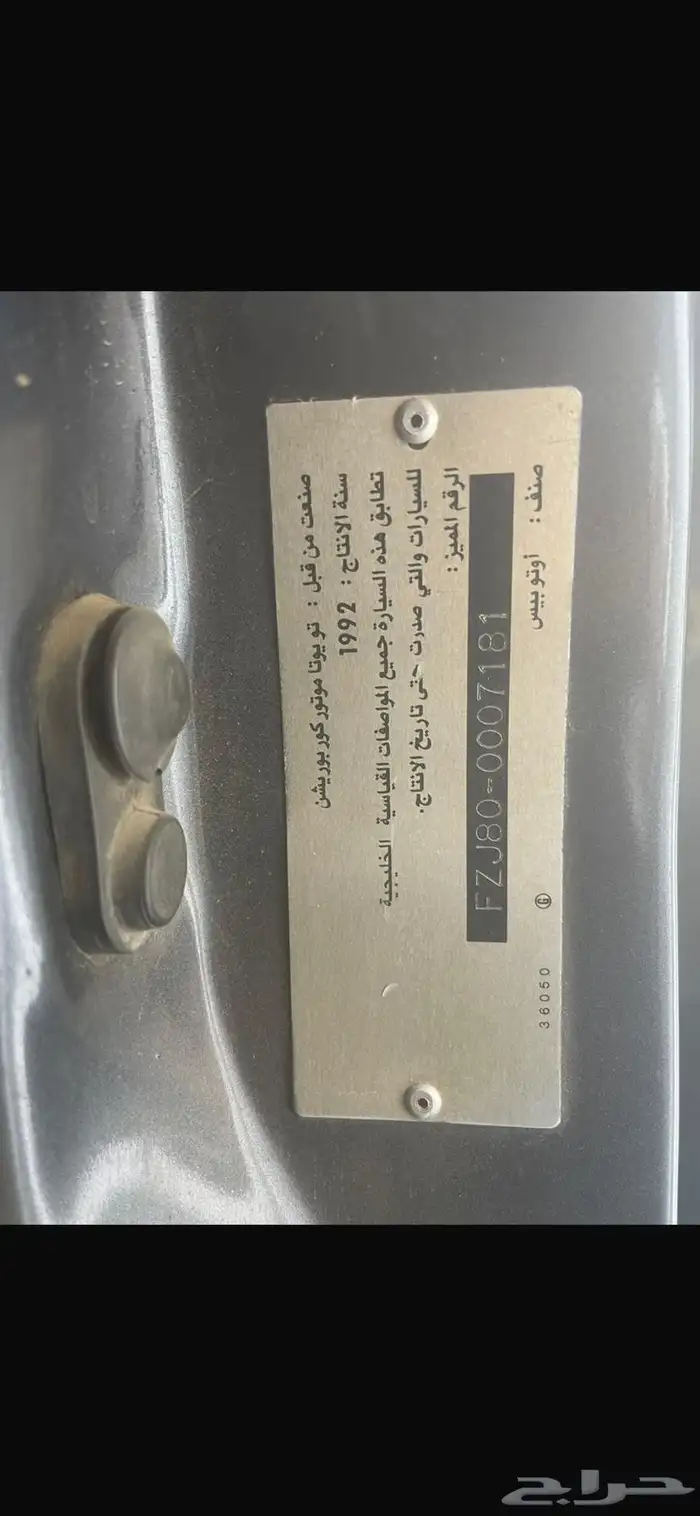 صنعت من قبل : تويوتا موتور كوربوريشن
سنة الانتاج : 1992
تطابق هذه السيارة جميع المواصفات القياسية الخليجية
للسيارات والتي صدرت حتى تاريخ الانتاج.
الرقم المميز :
FZJ80-0007181
صنف : أوتوبيس
G 36050
حراج